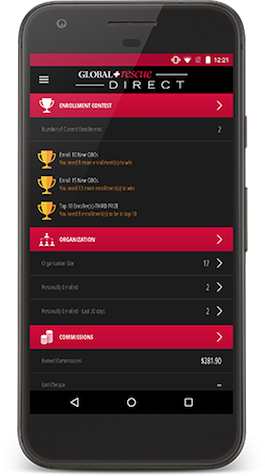 12:21
GLOBAL rescue
DIRECT
ENROLLMENT CONTEST
Number of Current Enrollments 2
Enroll 10 New GBOs
You need 8 more enrollment(s) to win
Enroll 15 New GBOs
You need 13 more enrollment(s) to win
Top 10 Enroller(s)-THIRD PRIZE
You need 8 enrollment(s) to be in top 10
ORGANIZATION
Organization Size 17
Personally Enrolled 2
Personally Enrolled - Last 30 days 2
COMMISSIONS
Earned Commissions $281.90
Last Cheque --